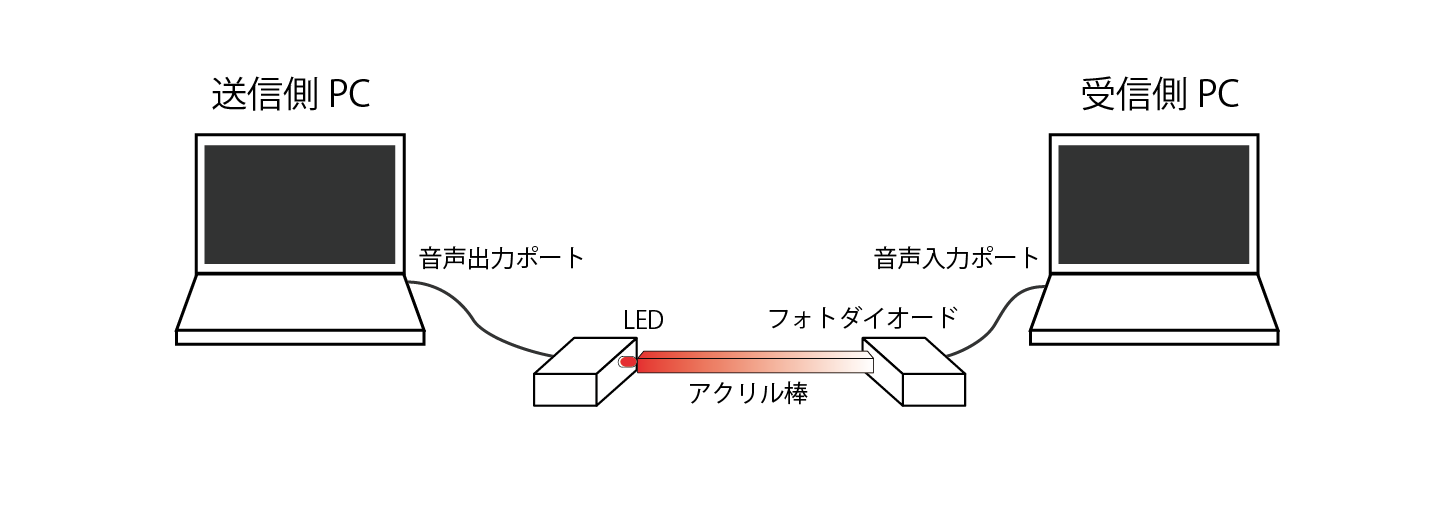 送信側 PC
受信側 PC
音声出力ポート
音声入力ポート
LED
フォトダイオード
アクリル棒